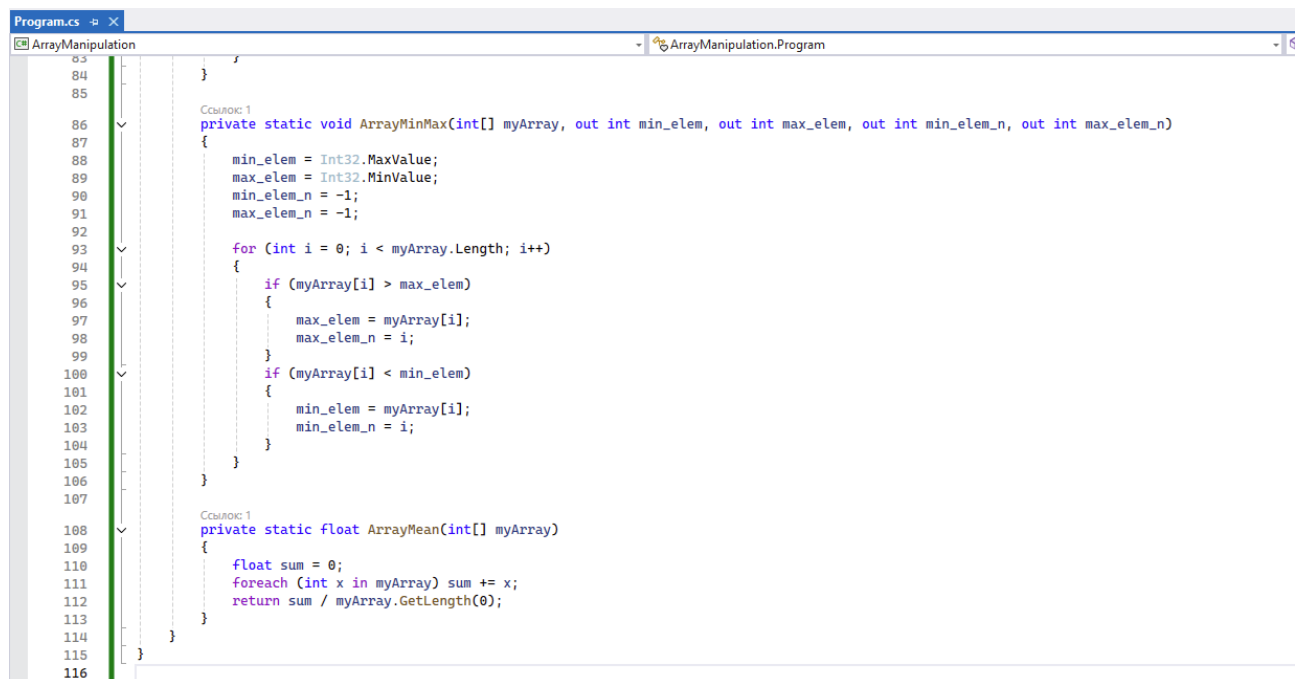 Program.cs
C# ArrayManipulation ArrayManipulation.Program
83 }
84 }
85
Ссылок: 1
86 private static void ArrayMinMax(int[] myArray, out int min_elem, out int max_elem, out int min_elem_n, out int max_elem_n)
87 {
88 min_elem = Int32.MaxValue;
89 max_elem = Int32.MinValue;
90 min_elem_n = -1;
91 max_elem_n = -1;
92
93 for (int i = 0; i < myArray.Length; i++)
94 {
95 if (myArray[i] > max_elem)
96 {
97 max_elem = myArray[i];
98 max_elem_n = i;
99 }
100 if (myArray[i] < min_elem)
101 {
102 min_elem = myArray[i];
103 min_elem_n = i;
104 }
105 }
106 }
107
Ссылок: 1
108 private static float ArrayMean(int[] myArray)
109 {
110 float sum = 0;
111 foreach (int x in myArray) sum += x;
112 return sum / myArray.GetLength(0);
113 }
114 }
115 }
116